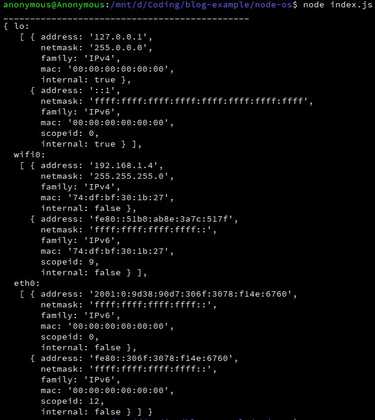 anonymous@Anonymous:/mnt/d/Coding/blog-example/node-os$ node index.js
{ lo:
[ { address: '127.0.0.1',
netmask: '255.0.0.0',
family: 'IPv4',
mac: '00:00:00:00:00:00',
internal: true },
{ address: '::1',
netmask: 'ffff:ffff:ffff:ffff:ffff:ffff:ffff:ffff',
family: 'IPv6',
mac: '00:00:00:00:00:00',
scopeid: 0,
internal: true } ],
wifi0:
[ { address: '192.168.1.4',
netmask: '255.255.255.0',
family: 'IPv4',
mac: '74:df:bf:30:1b:27',
internal: false },
{ address: 'fe80::51b0:ab8e:3a7c:517f',
netmask: 'ffff:ffff:ffff:ffff::',
family: 'IPv6',
mac: '74:df:bf:30:1b:27',
scopeid: 9,
internal: false } ],
eth0:
[ { address: '2001:0:9d38:90d7:306f:3078:f14e:6760',
netmask: 'ffff:ffff:ffff:ffff::',
family: 'IPv6',
mac: '00:00:00:00:00:00',
scopeid: 0,
internal: false },
{ address: 'fe80::306f:3078:f14e:6760',
netmask: 'ffff:ffff:ffff:ffff::',
family: 'IPv6',
mac: '00:00:00:00:00:00',
scopeid: 12,
internal: false } ] }